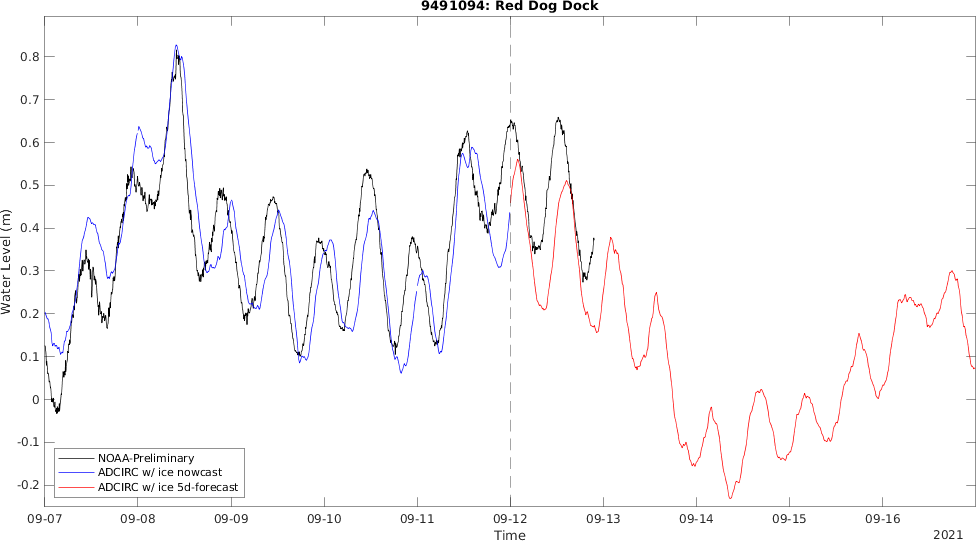 9491094: Red Dog Dock
Water Level (m)
0.8
0.7
0.6
0.5
0.4
0.3
0.2
0.1
0
-0.1
-0.2
NOAA-Preliminary
ADCIRC w/ ice nowcast
ADCIRC w/ ice 5d-forecast
09-07 09-08 09-09 09-10 09-11 09-12 09-13 09-14 09-15 09-16
Time
2021